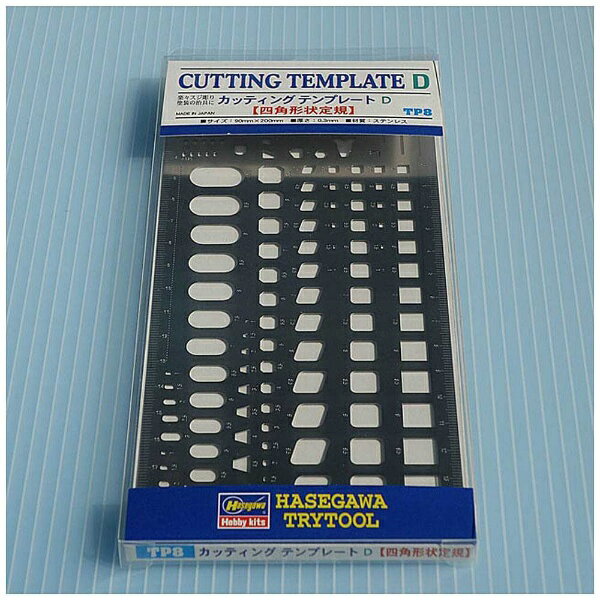 CUTTING TEMPLATE D
楽々スジ彫り
塗装の治具に
カッティング テンプレート D
MADE IN JAPAN
【四角形状定規】
TP8
■サイズ:90mm×200mm ■厚さ:0.3mm ■材質:ステンレス
Hasegawa
Hobby kits
HASEGAWA
TRYTOOL
TP8 カッティング テンプレート D 【四角形状定規】